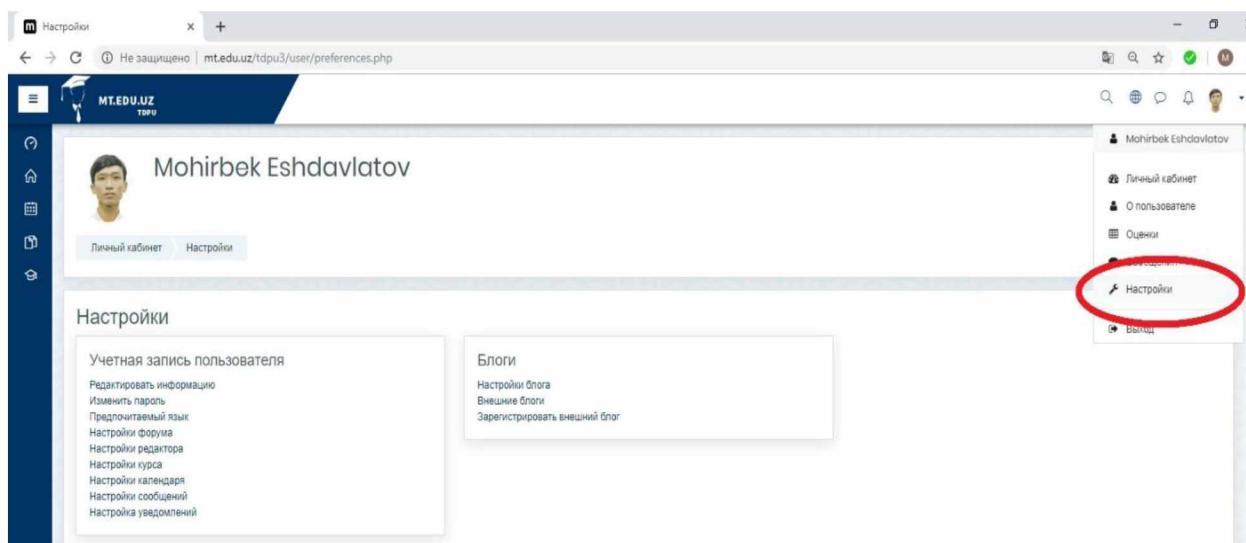 Настройки
Не защищено | mt.edu.uz/tdpu3/user/preferences.php
M
MT.EDU.UZ
TDPU
Mohirbek Eshdavlatov
Личный кабинет
Настройки
Mohirbek Eshdavlatov
Личный кабинет
О пользователе
Оценки
Настройки
Выход
Настройки
Учетная запись пользователя
Редактировать информацию
Изменить пароль
Предпочитаемый язык
Настройки форума
Настройки редактора
Настройки курса
Настройки календаря
Настройки сообщений
Настройка уведомлений
Блоги
Настройки блога
Внешние блоги
Зарегистрировать внешний блог